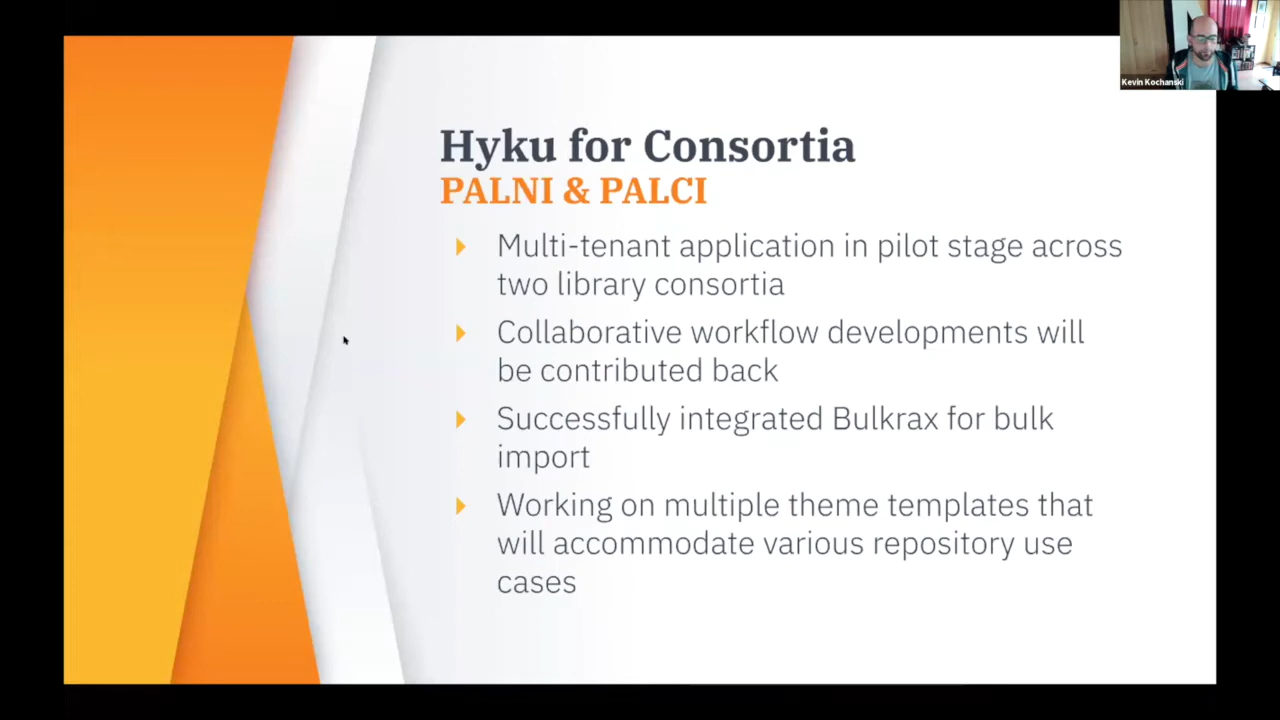 Kevin Kochanski
Hyku for Consortia
PALNI & PALCI
Multi-tenant application in pilot stage across
two library consortia
Collaborative workflow developments will
be contributed back
Successfully integrated Bulkrax for bulk
import
Working on multiple theme templates that
will accommodate various repository use
cases